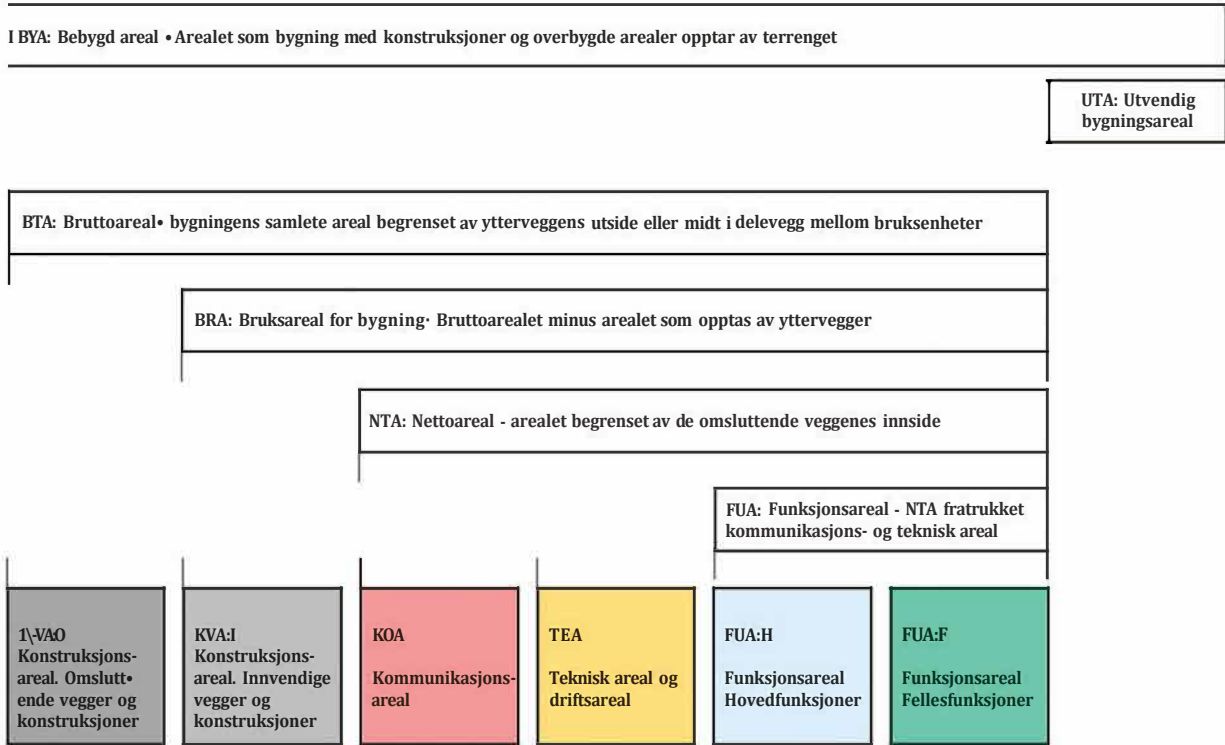 I BYA: Bebygd areal • Arealet som bygning med konstruksjoner og overbygde arealer opptar av terrenget
UTA: Utvendig
bygningsareal
BTA: Bruttoareal• bygningens samlete areal begrenset av ytterveggens utside eller midt i delevegg mellom bruksenheter
BRA: Bruksareal for bygning· Bruttoarealet minus arealet som opptas av yttervegger
NTA: Nettoareal - arealet begrenset av de omsluttende veggenes innside
FUA: Funksjonsareal - NTA fratrukket
kommunikasjons- og teknisk areal
1\-VA:O
Konstruksjons-
areal. Omslutt•
ende vegger og
konstruksjoner
KVA:I
Konstruksjons-
areal. Innvendige
vegger og
konstruksjoner
KOA
Kommunikasjons-
areal
TEA
Teknisk areal og
driftsareal
FUA:H
Funksjonsareal
Hovedfunksjoner
FUA:F
Funksjonsareal
Fellesfunksjoner